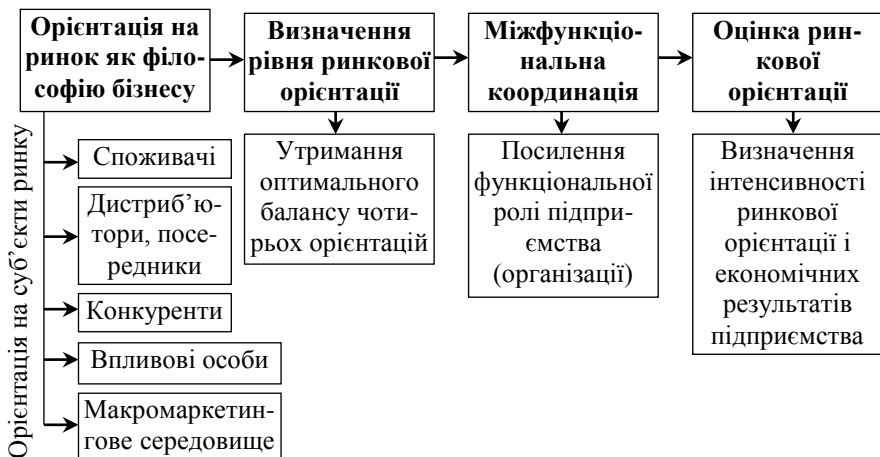 Орієнтація на
ринок як філо-
софію бізнесу
Визначення
рівня ринкової
орієнтації
Міжфункціо-
нальна
координація
Оцінка рин-
кової
орієнтації
Орієнтація на суб’єкти ринку
Споживачі
Дистриб’ю-
тори, посе-
редники
Конкуренти
Впливові особи
Макромаркетин-
гове середовище
Утримання
оптимального
балансу чоти-
рьох орієнтацій
Посилення
функціональної
ролі підпри-
ємства
(організації)
Визначення
інтенсивності
ринкової
орієнтації і
економічних
результатів
підприємства